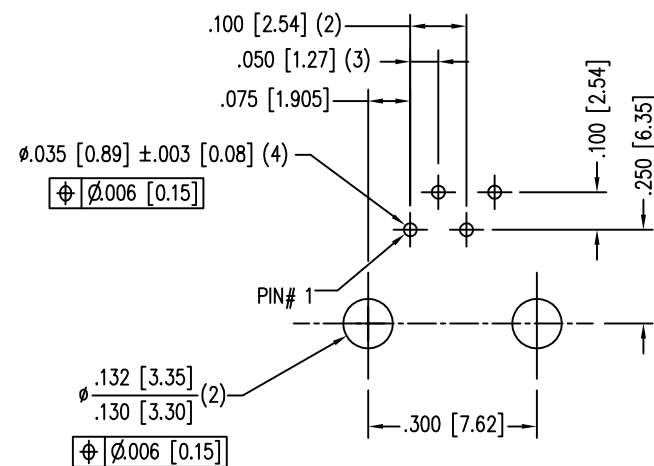 .100 [2.54] (2)
.050 [1.27] (3)
.075 [1.905]
.100 [2.54]
.250 [6.35]
ø.035 [0.89] ±.003 [0.08] (4)
⌖ Ø.006 [0.15]
PIN# 1
ø .132 [3.35]
.130 [3.30] (2)
⌖ Ø.006 [0.15]
.300 [7.62]